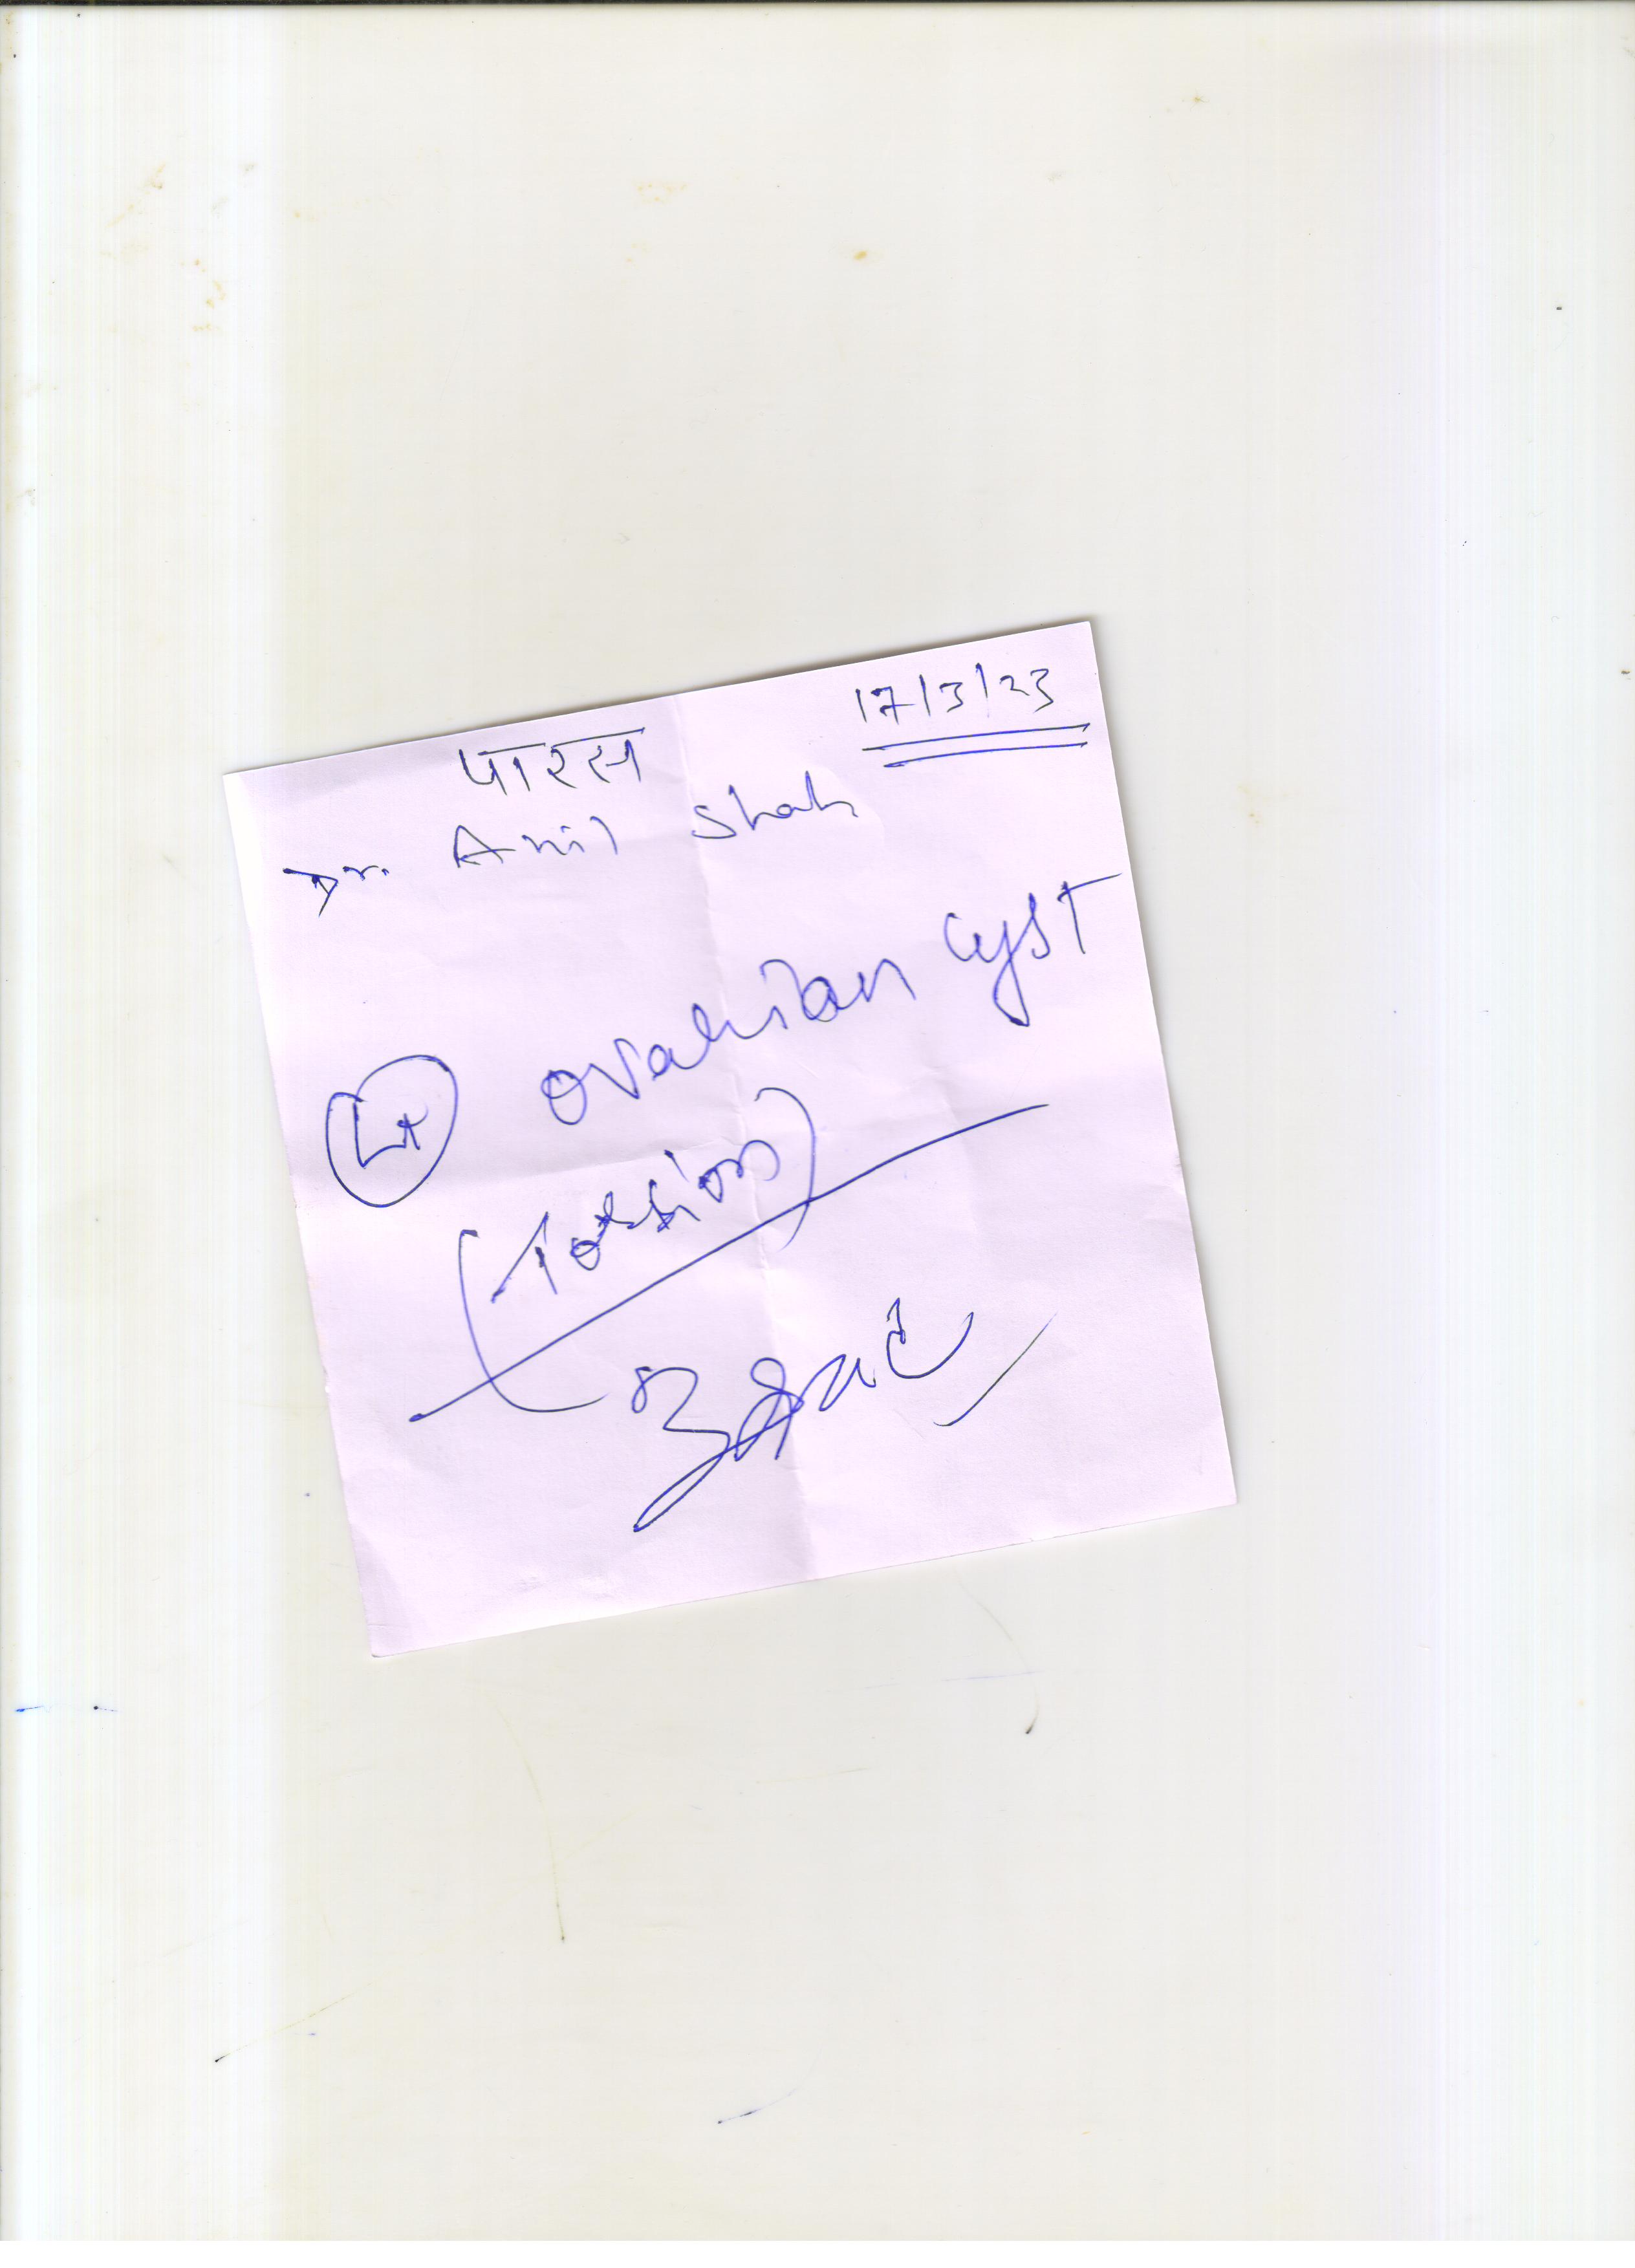 17/3/23
पारस
Dr. Anil Shah
Lt ovarian cyst
(Torsion)